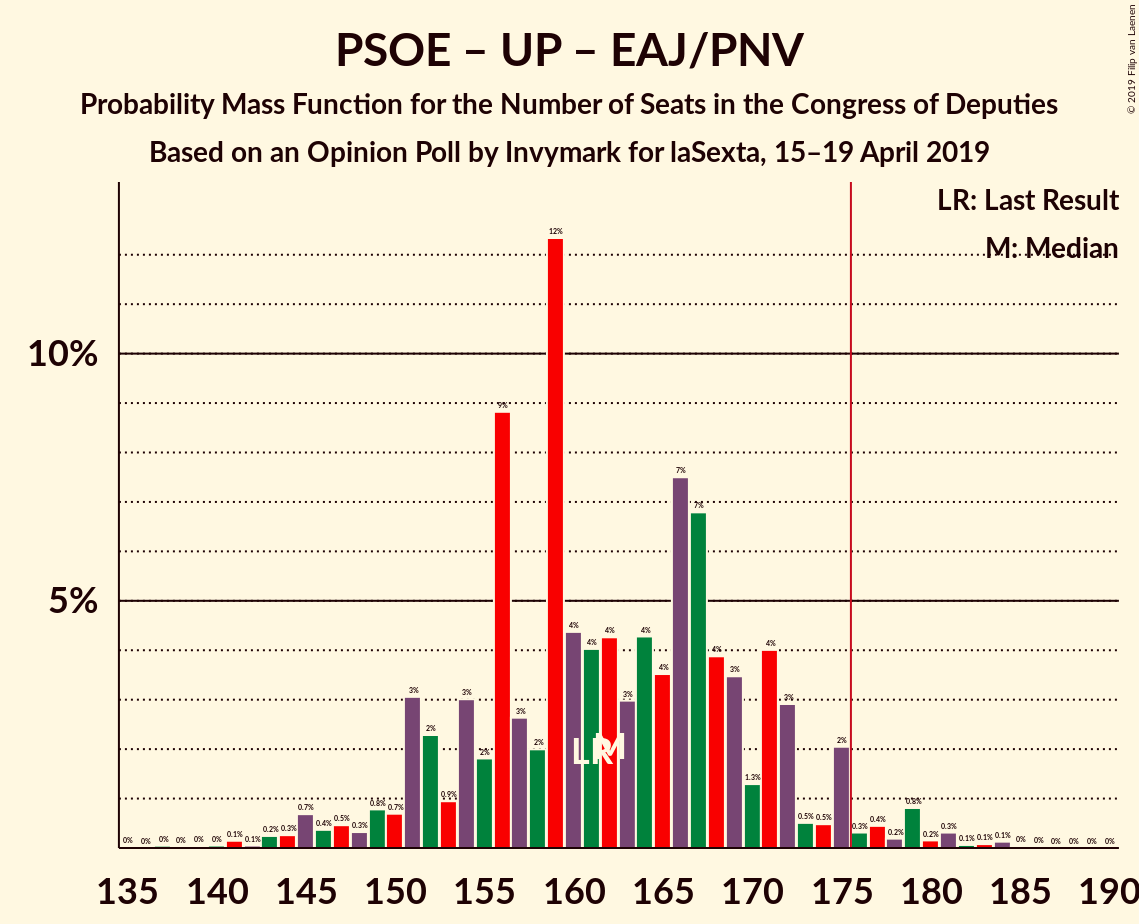 PSOE – UP – EAJ/PNV
Probability Mass Function for the Number of Seats in the Congress of Deputies
Based on an Opinion Poll by Invymark for laSexta, 15–19 April 2019
© 2019 Filip van Laenen
LR: Last Result
M: Median
10%
5%
0% 0% 0% 0% 0% 0% 0.1% 0.1% 0.2% 0.3% 0.7% 0.4% 0.5% 0.3% 0.8% 0.7% 3% 2% 0.9% 3% 2% 9% 3% 2% 12% 4% 4% 4% 3% 4% 4% 7% 7% 4% 3% 1.3% 4% 3% 0.5% 0.5% 2% 0.3% 0.4% 0.2% 0.8% 0.2% 0.3% 0.1% 0.1% 0.1% 0% 0% 0% 0% 0% 0%
LR M
135 140 145 150 155 160 165 170 175 180 185 190